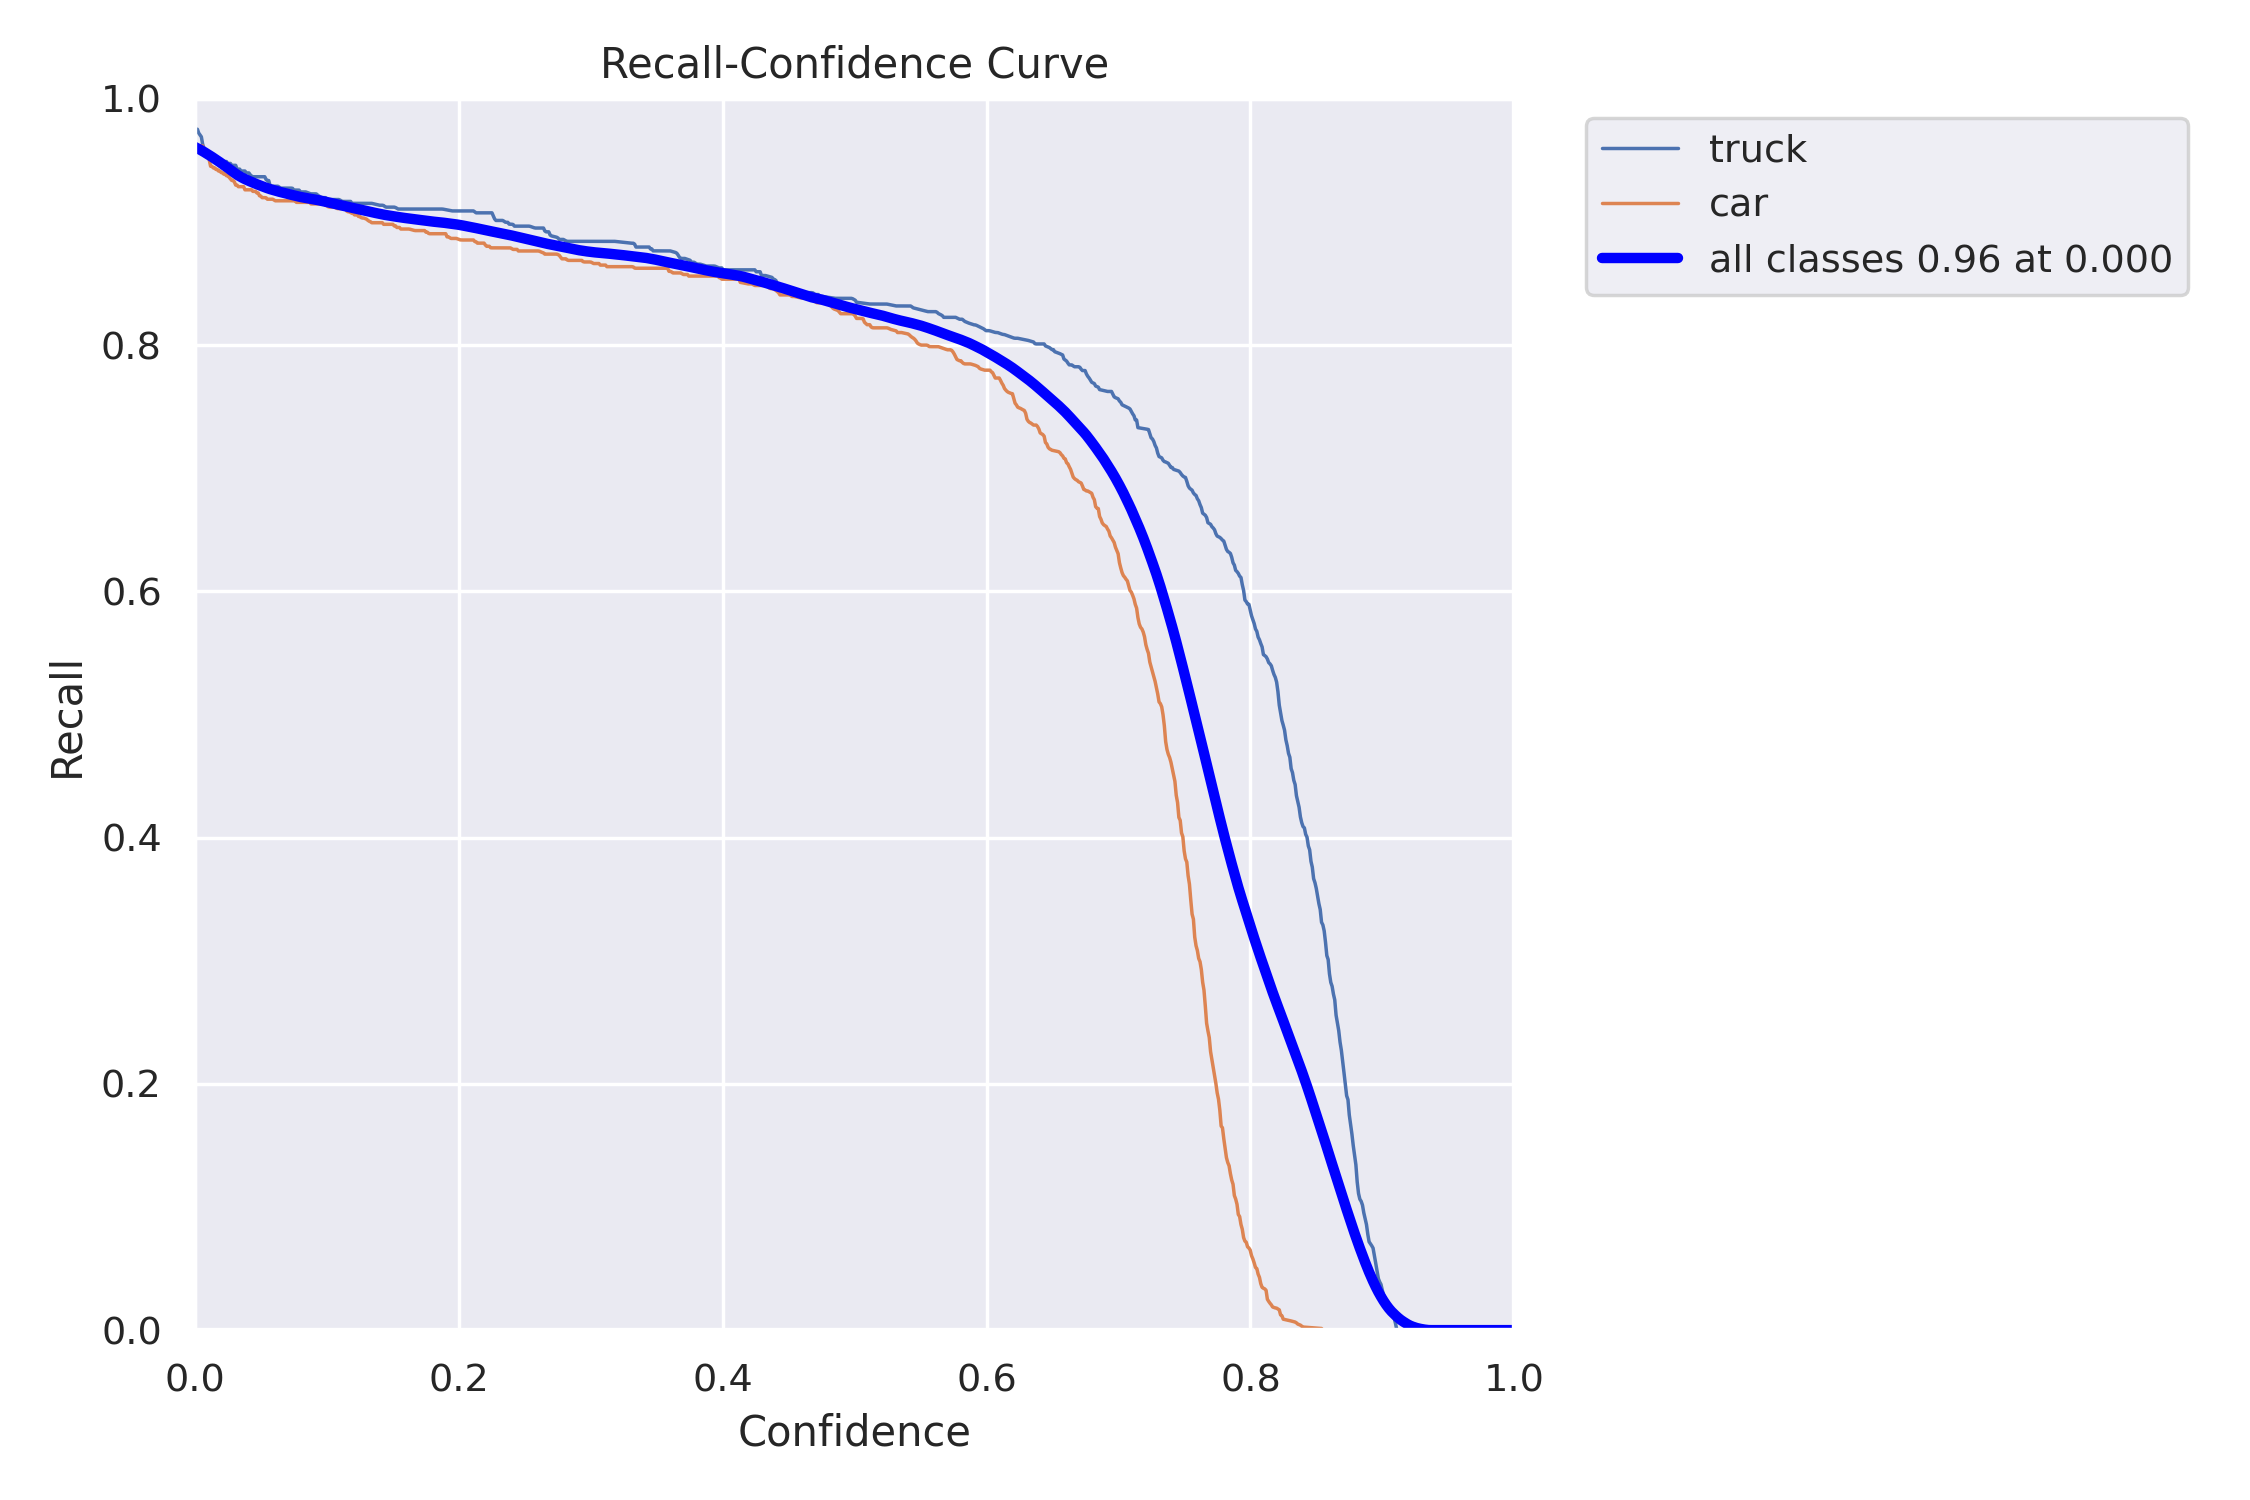 Recall-Confidence Curve
1.0
0.8
0.6
0.4
0.2
0.0
Recall
0.0 0.2 0.4 0.6 0.8 1.0
Confidence
truck
car
all classes 0.96 at 0.000